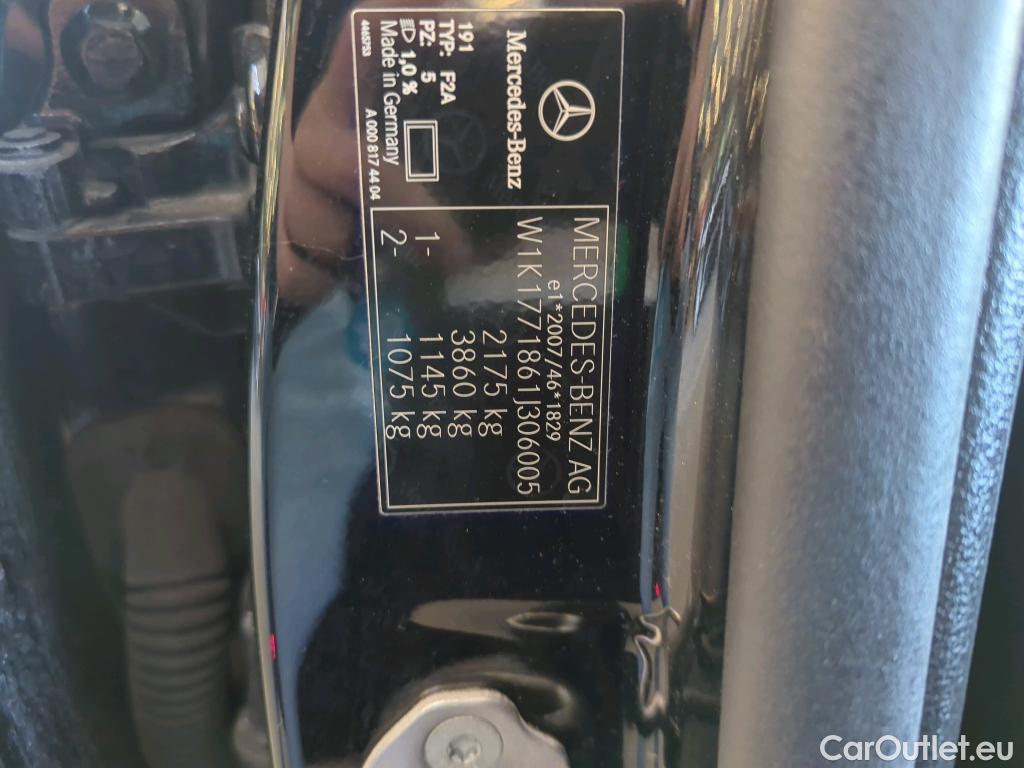 Mercedes-Benz
191
TYP: F2A
PZ: 5
1,0 %
Made in Germany
4465753
A 000 817 44 04
MERCEDES-BENZ AG
e1*2007/46*1829
W1K1771861J306005
2175 kg
3860 kg
1- 1145 kg
2- 1075 kg
CarOutlet.eu